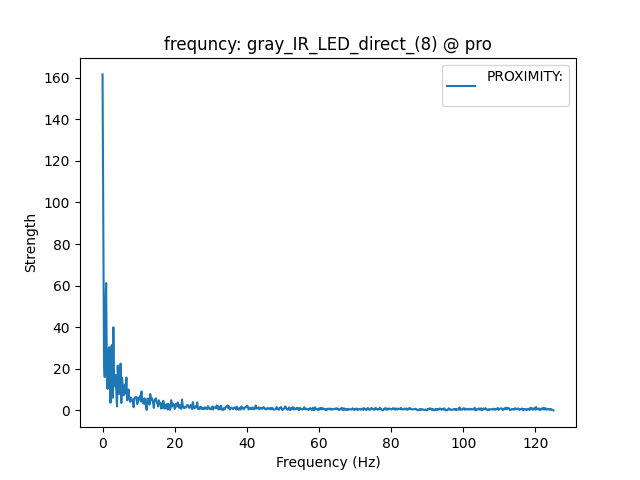 frequncy: gray_IR_LED_direct_(8) @ pro
PROXIMITY:
160
140
120
100
80
60
40
20
0
Strength
0 20 40 60 80 100 120
Frequency (Hz)